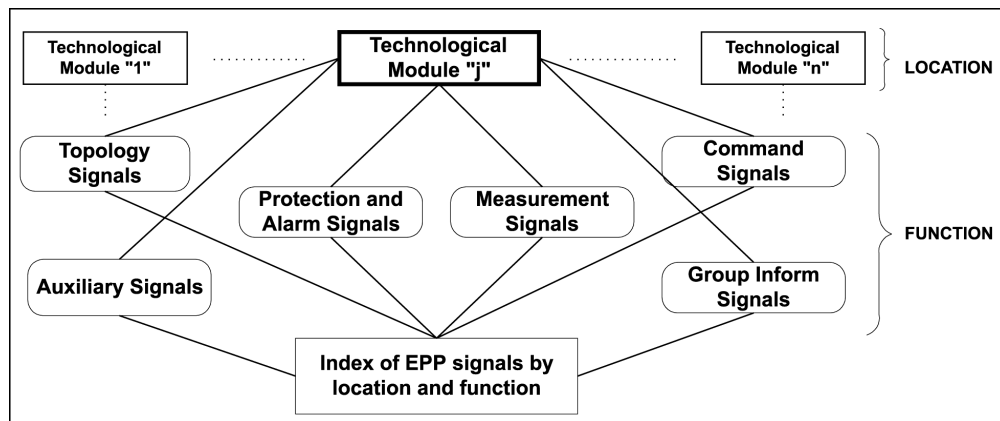 Technological
Module "1"
Technological
Module "j"
Technological
Module "n"
LOCATION
Topology
Signals
Command
Signals
Protection and
Alarm Signals
Measurement
Signals
FUNCTION
Auxiliary Signals
Group Inform
Signals
Index of EPP signals by
location and function